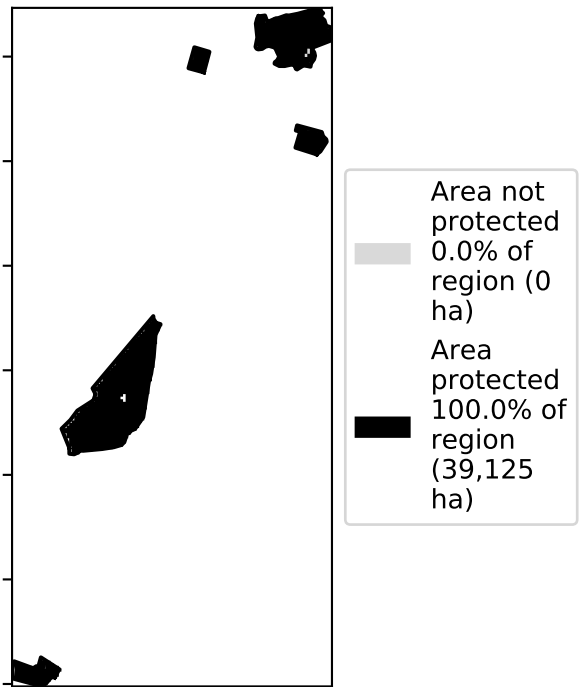 Area not
protected
0.0% of
region (0
ha)
Area
protected
100.0% of
region
(39,125
ha)